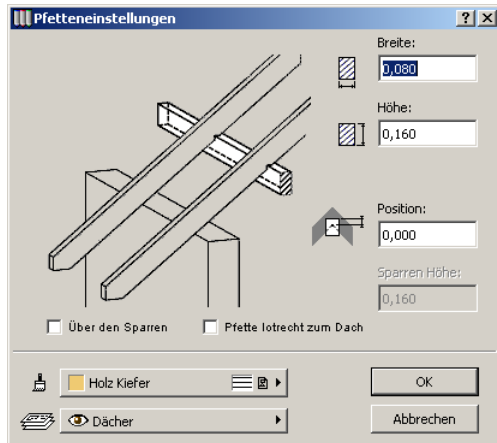 Pfetteneinstellungen
Breite:
0,080
Höhe:
0,160
Position:
0,000
Sparren Höhe:
0,160
Über den Sparren
Pfette lotrecht zum Dach
Holz Kiefer
OK
Dächer
Abbrechen